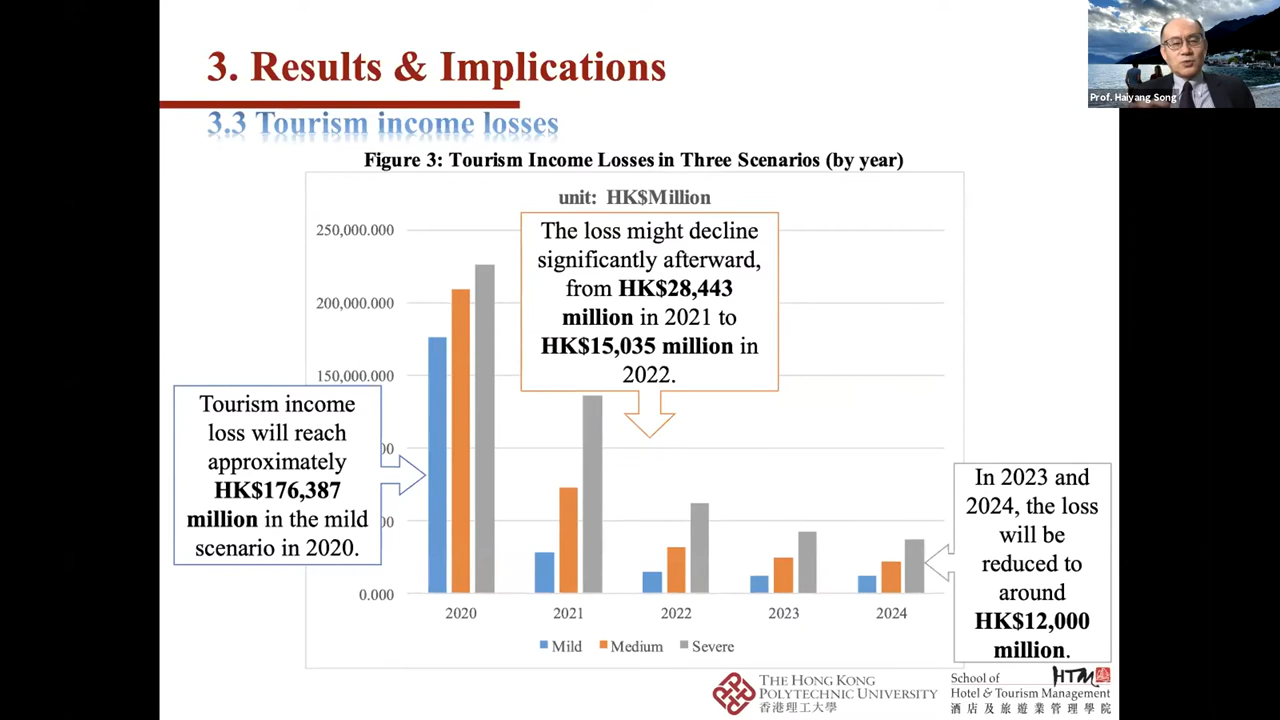 3. Results & Implications
Prof. Haiyang Song
3.3 Tourism income losses
Figure 3: Tourism Income Losses in Three Scenarios (by year)
unit: HK$Million
250,000.000
200,000.000
150,000.000
00
00
0.000
The loss might decline
significantly afterward,
from HK$28,443
million in 2021 to
HK$15,035 million in
2022.
Tourism income
loss will reach
approximately
HK$176,387
million in the mild
scenario in 2020.
In 2023 and
2024, the loss
will be
reduced to
around
HK$12,000
million.
2020 2021 2022 2023 2024
Mild Medium Severe
THE HONG KONG
POLYTECHNIC UNIVERSITY
香港理工大學
School of HTM
Hotel & Tourism Management
酒店及旅遊業管理學院